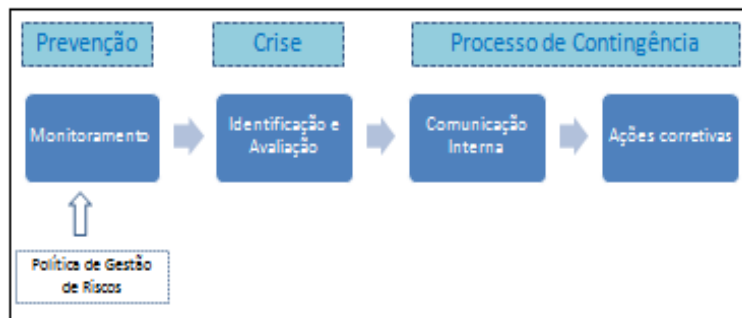 Prevenção
Crise
Processo de Contingência
Monitoramento
Identificação e
Avaliação
Comunicação
Interna
Ações corretivas
Política de Gestão
de Riscos